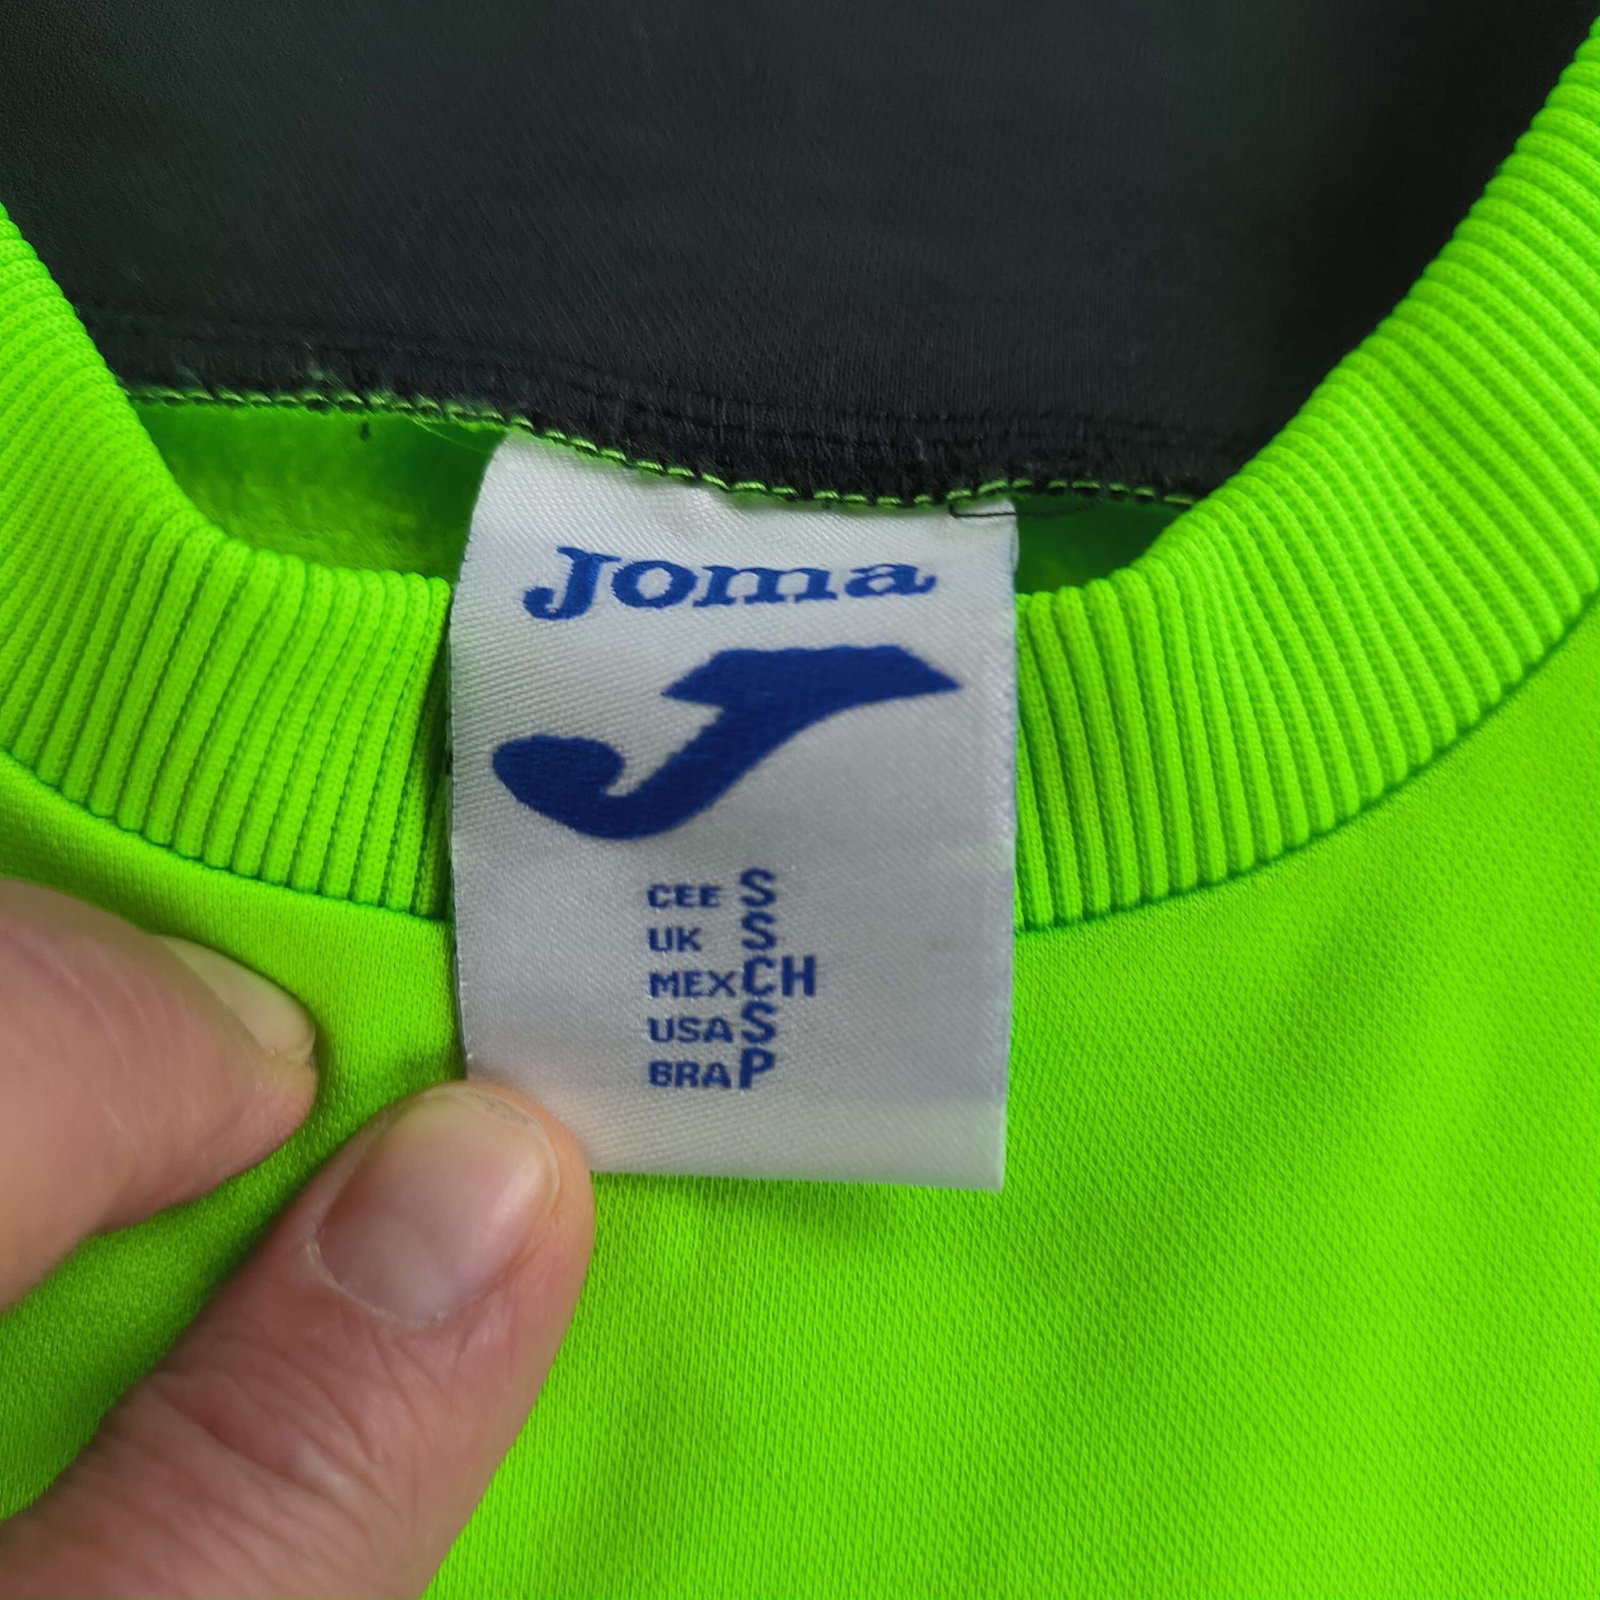 Joma
CEE S
UK S
MEX CH
USA S
BRA P